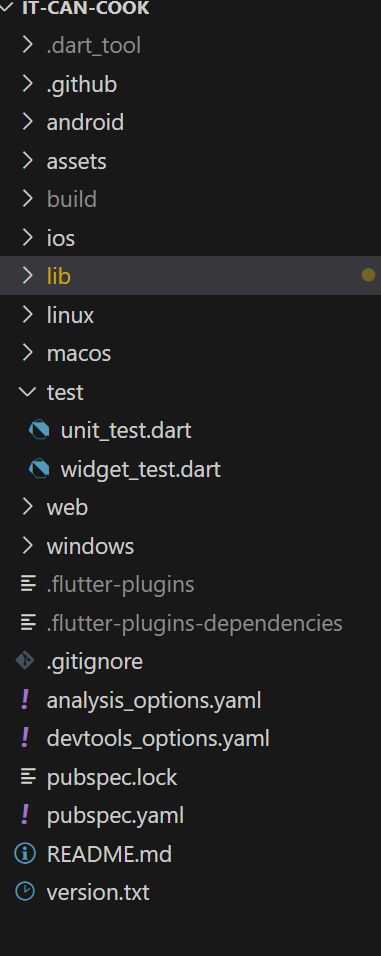 IT-CAN-COOK
.dart_tool
.github
android
assets
build
ios
lib
linux
macos
test
unit_test.dart
widget_test.dart
web
windows
.flutter-plugins
.flutter-plugins-dependencies
.gitignore
analysis_options.yaml
devtools_options.yaml
pubspec.lock
pubspec.yaml
README.md
version.txt